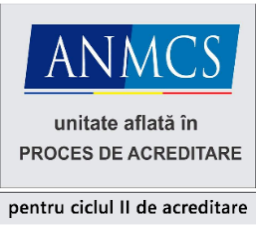 ANMCS
unitate aflată în
PROCES DE ACREDITARE
pentru ciclul II de acreditare